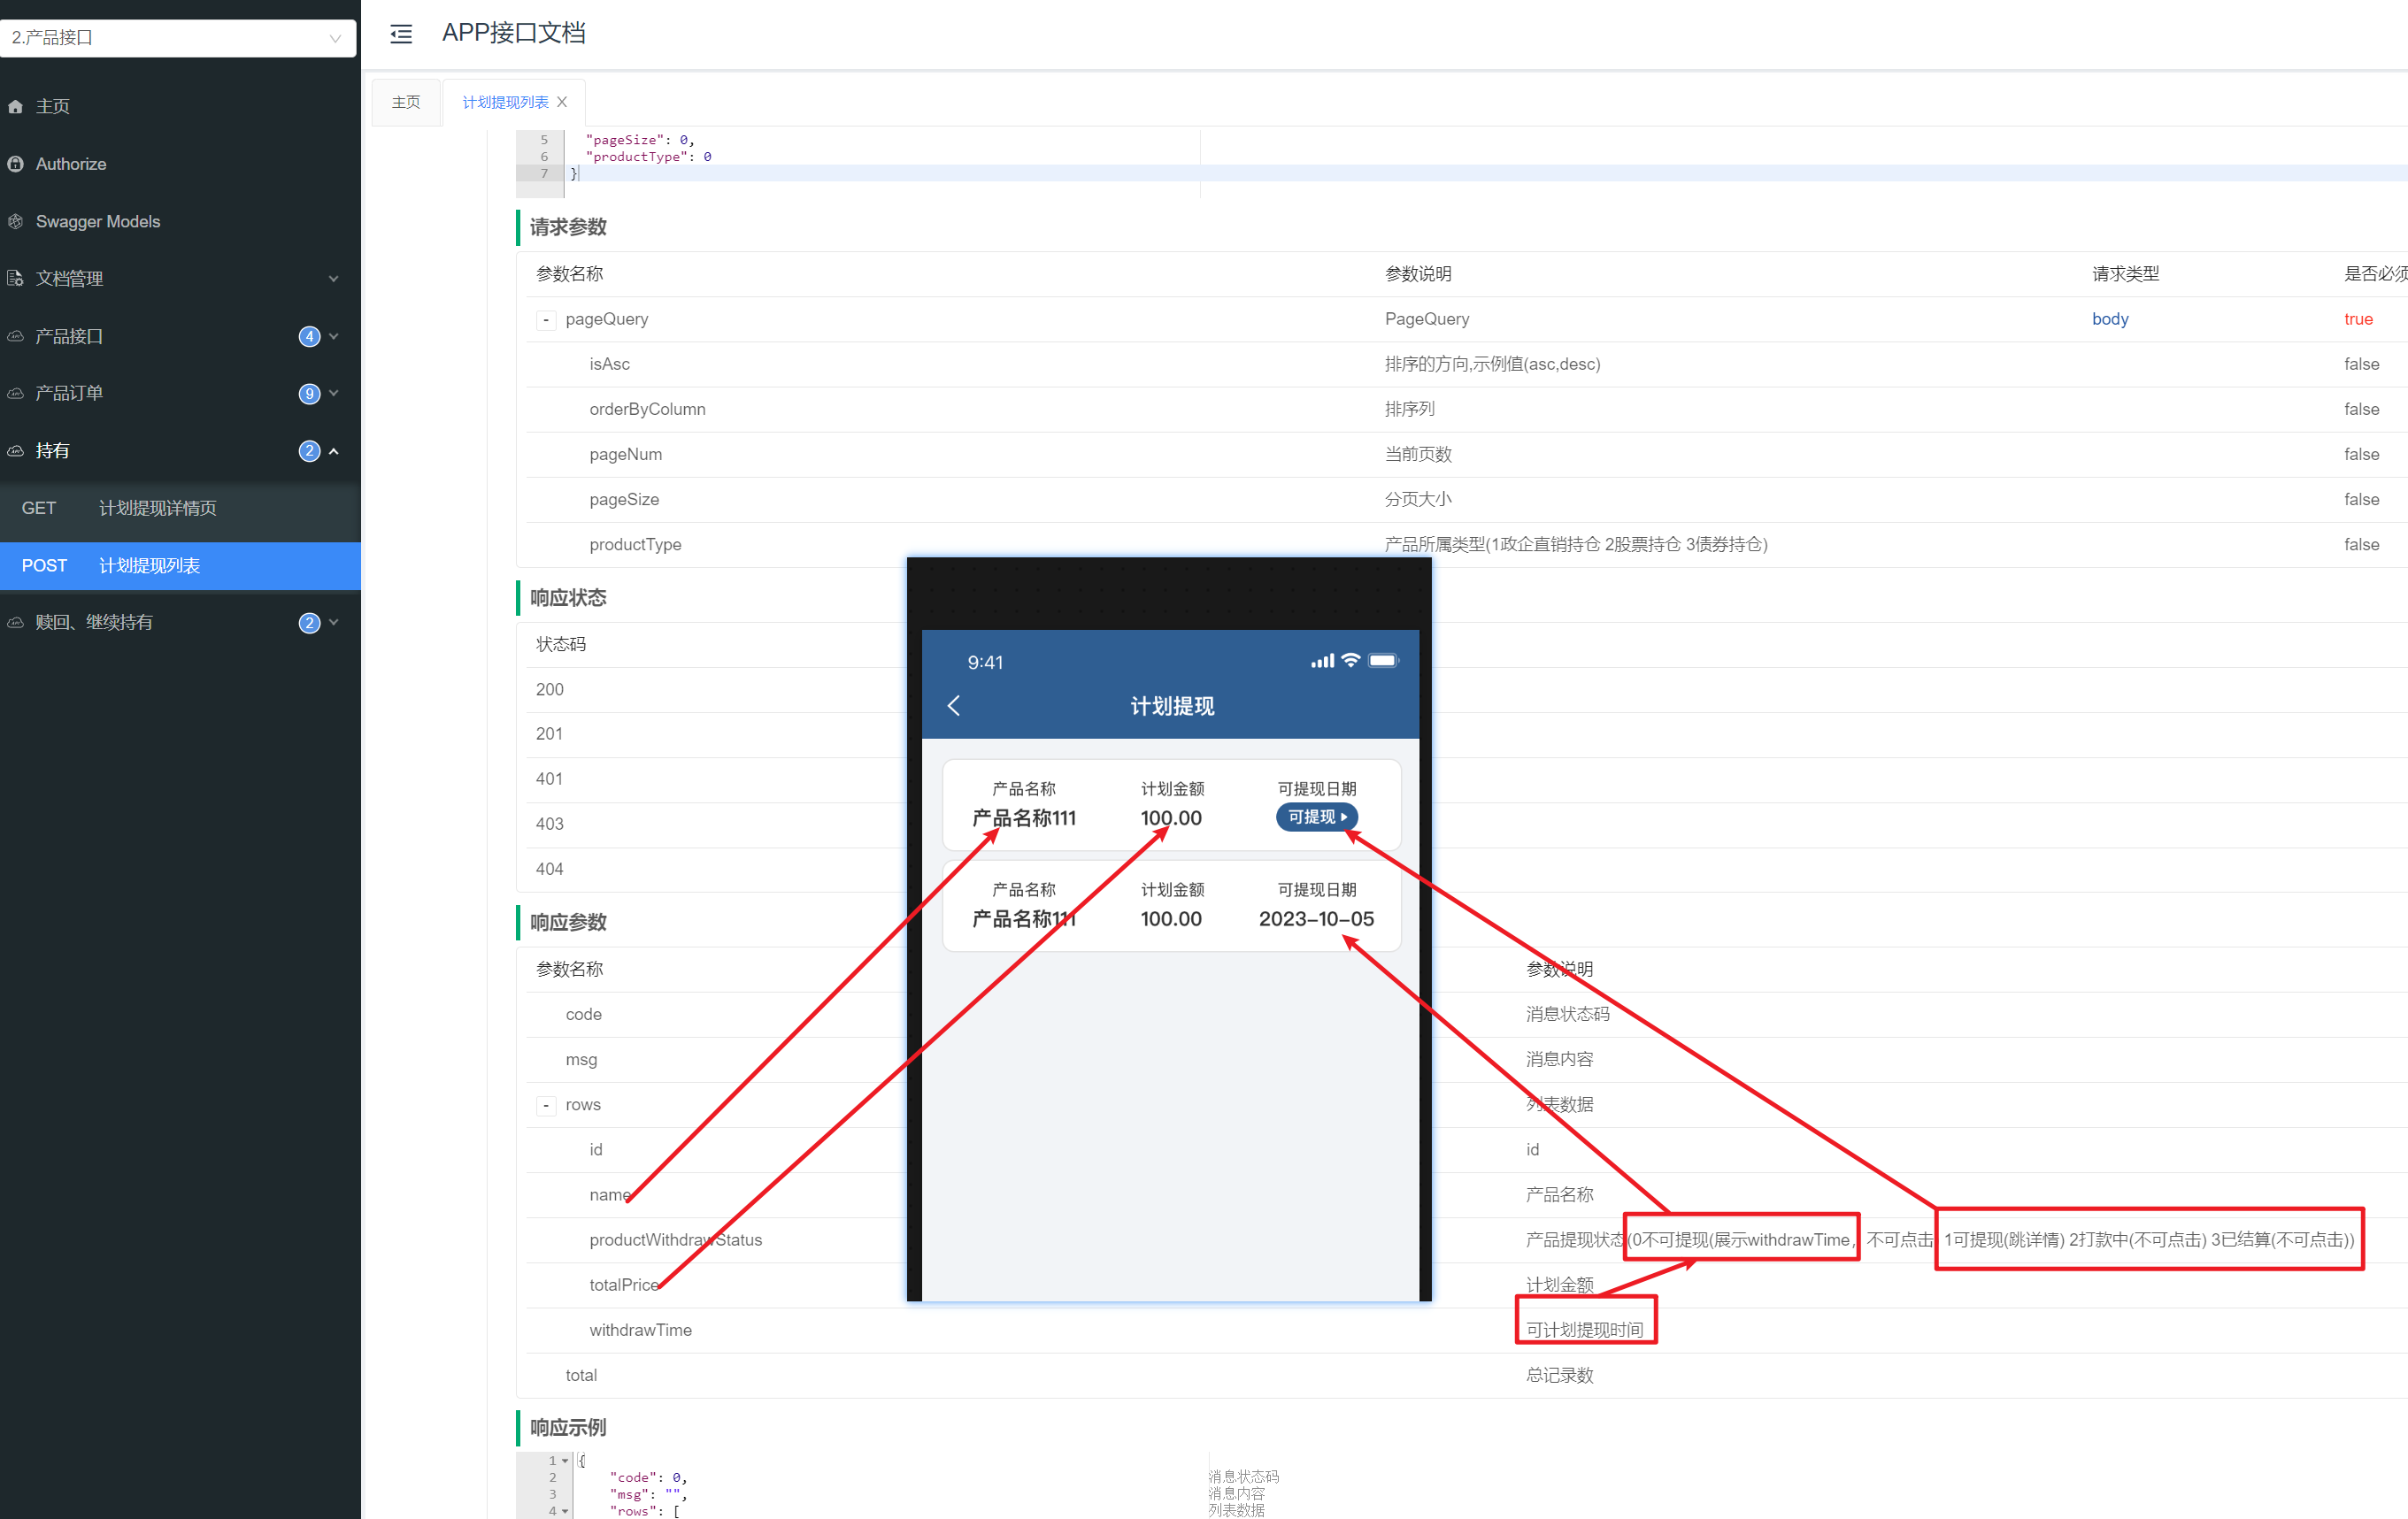 2.产品接口
APP接口文档
主页
Authorize
Swagger Models
文档管理
产品接口 4
产品订单 9
持有 2
GET 计划提现详情页
POST 计划提现列表
赎回、继续持有 2
主页 计划提现列表
5 "pageSize": 0,
6 "productType": 0
7 }
请求参数
参数名称 参数说明 请求类型 是否必须
- pageQuery PageQuery body true
isAsc 排序的方向,示例值(asc,desc) false
orderByColumn 排序列 false
pageNum 当前页数 false
pageSize 分页大小 false
productType 产品所属类型(1政企直销持仓 2股票持仓 3债券持仓) false
响应状态
状态码
200
201
401
403
404
9:41
计划提现
产品名称 计划金额 可提现日期
产品名称111 100.00 可提现
产品名称 计划金额 可提现日期
产品名称111 100.00 2023-10-05
响应参数
参数名称 参数说明
code 消息状态码
msg 消息内容
- rows 列表数据
id id
name 产品名称
productWithdrawStatus 产品提现状态(0不可提现(展示withdrawTime，不可点击 1可提现(跳详情) 2打款中(不可点击) 3已结算(不可点击))
totalPrice 计划金额
withdrawTime 可计划提现时间
total 总记录数
响应示例
1 {
2 "code": 0, 消息状态码
3 "msg": "", 消息内容
4 "rows": [ 列表数据